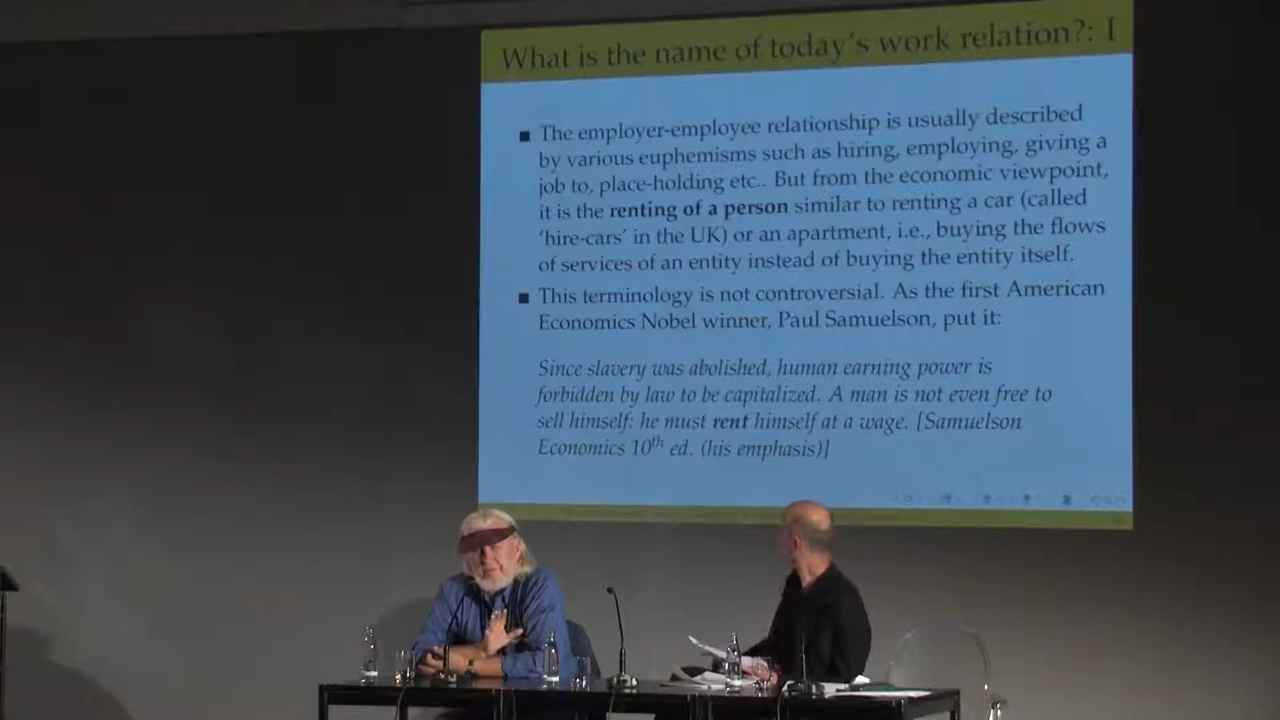 What is the name of today's work relation?: I
■ The employer-employee relationship is usually described
by various euphemisms such as hiring, employing, giving a
job to, place-holding etc.. But from the economic viewpoint,
it is the renting of a person similar to renting a car (called
'hire-cars' in the UK) or an apartment, i.e., buying the flows
of services of an entity instead of buying the entity itself.
■ This terminology is not controversial. As the first American
Economics Nobel winner, Paul Samuelson, put it:
Since slavery was abolished, human earning power is
forbidden by law to be capitalized. A man is not even free to
sell himself: he must rent himself at a wage. [Samuelson
Economics 10th ed. (his emphasis)]